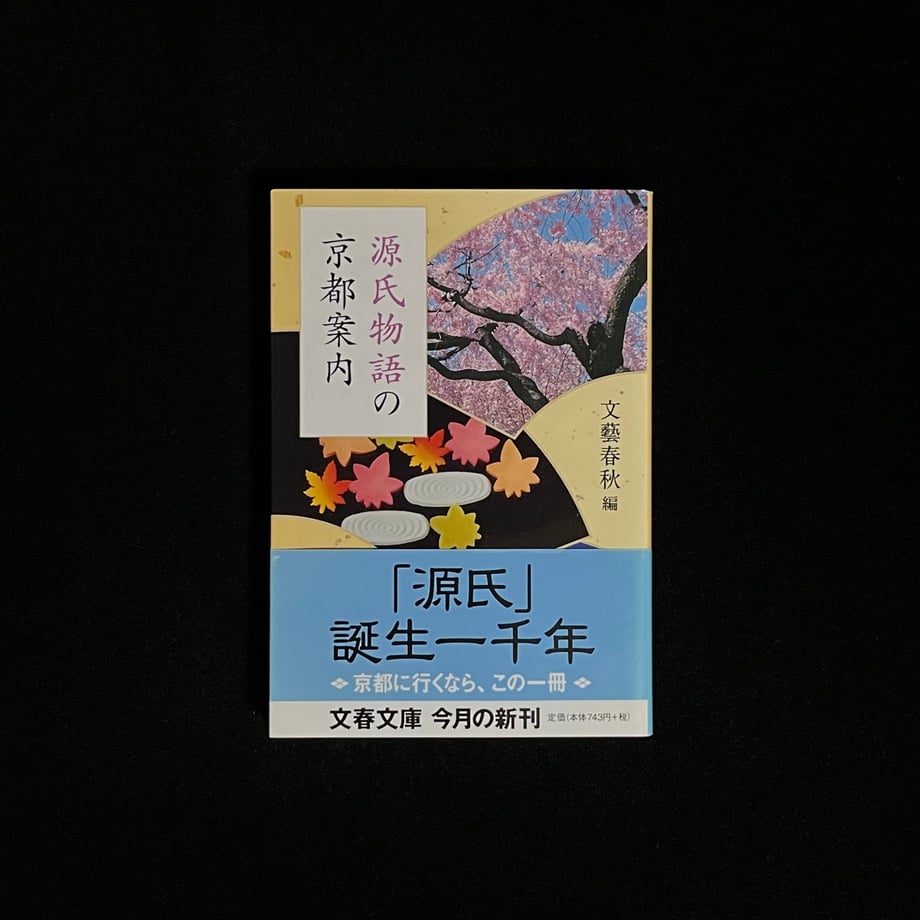 源氏物語の
京都案内
文藝春秋 編
「源氏」
誕生一千年
京都に行くなら、この一冊
文春文庫 今月の新刊 定価(本体743円+税)